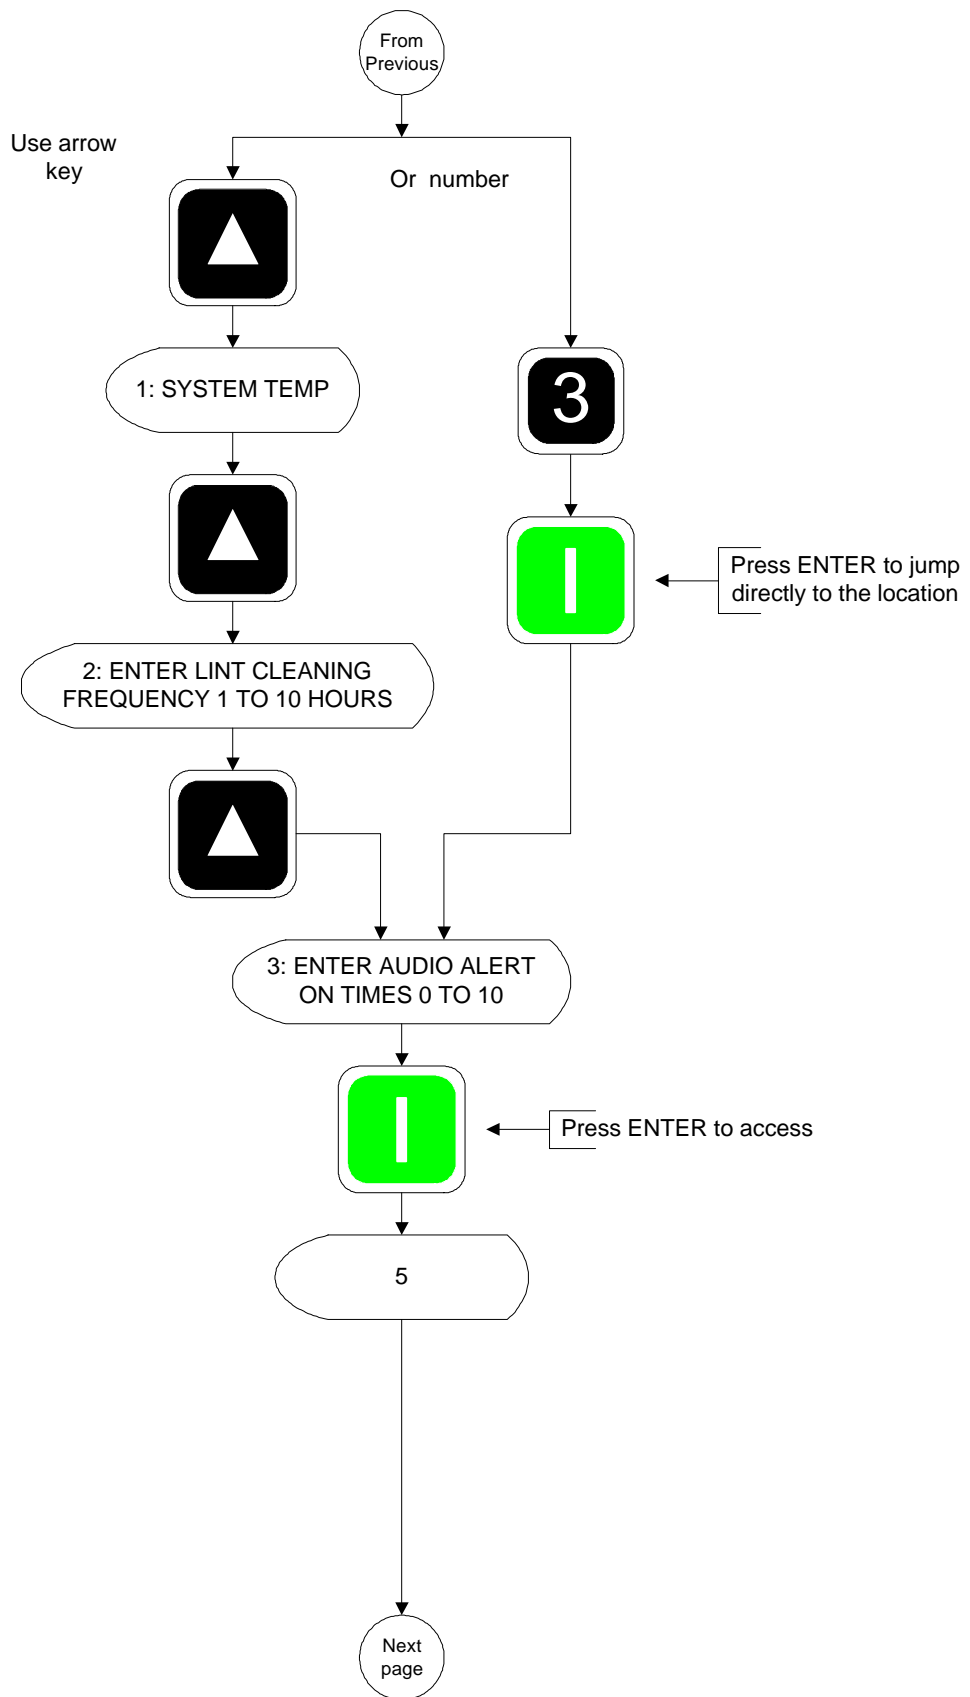 From
Previous
Use arrow
key
Or number
1: SYSTEM TEMP
3
Press ENTER to jump
directly to the location
2: ENTER LINT CLEANING
FREQUENCY 1 TO 10 HOURS
3: ENTER AUDIO ALERT
ON TIMES 0 TO 10
Press ENTER to access
5
Next
page